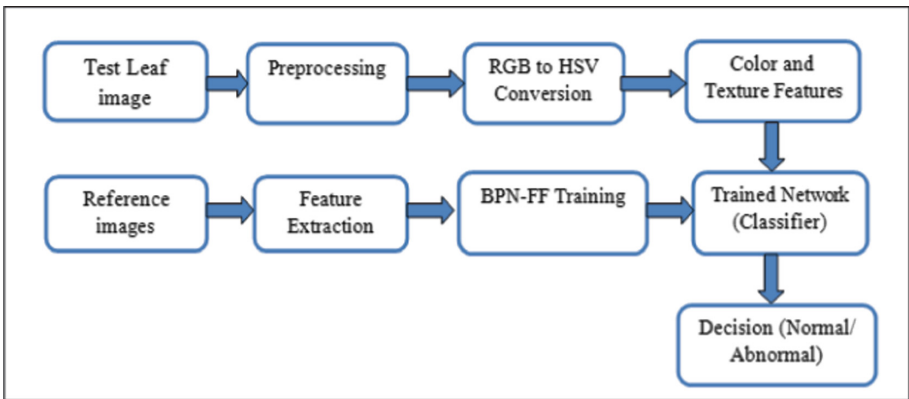 Test Leaf
image
Preprocessing
RGB to HSV
Conversion
Color and
Texture Features
Reference
images
Feature
Extraction
BPN-FF Training
Trained Network
(Classifier)
Decision (Normal/
Abnormal)